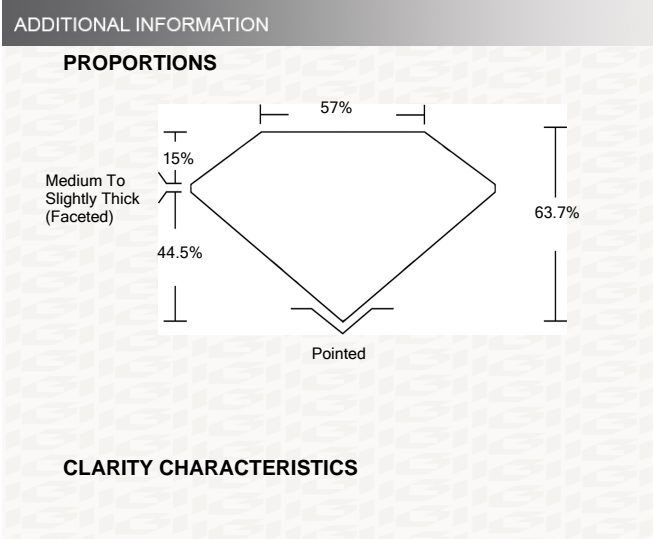 ADDITIONAL INFORMATION
PROPORTIONS
57%
15%
Medium To
Slightly Thick
(Faceted)
63.7%
44.5%
Pointed
CLARITY CHARACTERISTICS